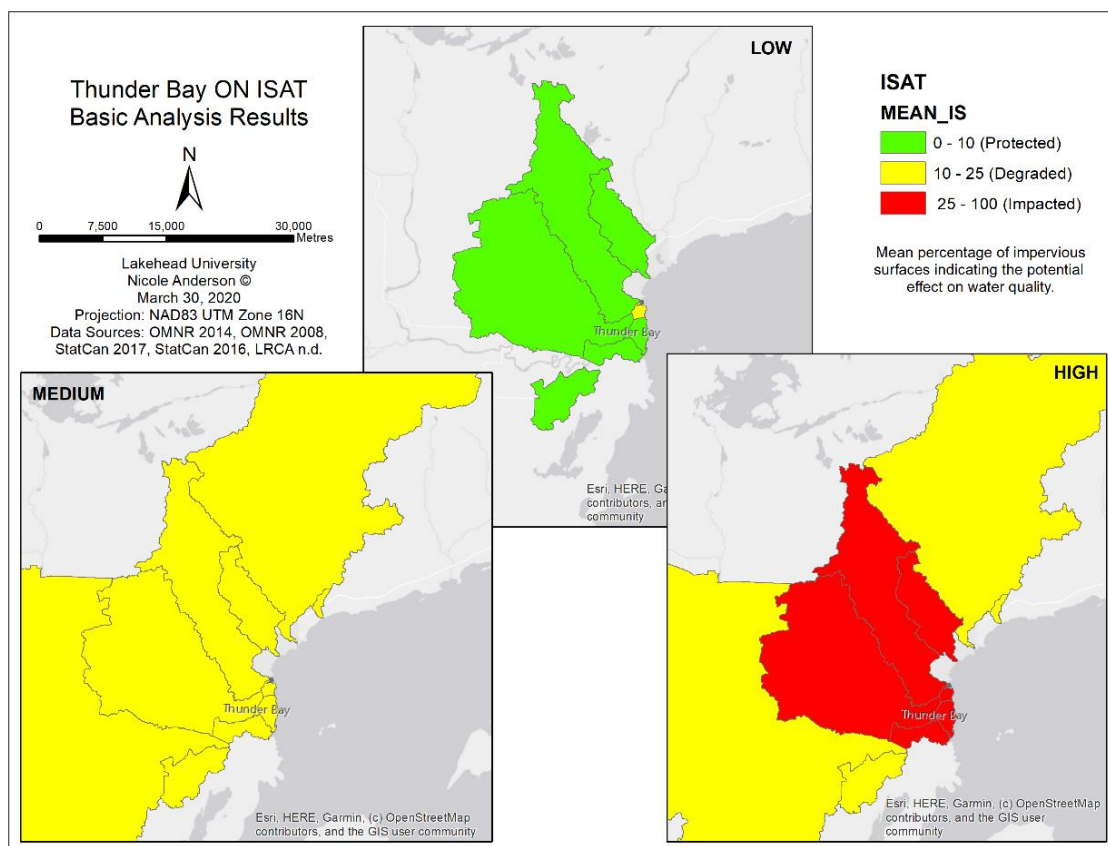 Thunder Bay ON ISAT
Basic Analysis Results
N
0 7,500 15,000 30,000
Metres
Lakehead University
Nicole Anderson ©
March 30, 2020
Projection: NAD83 UTM Zone 16N
Data Sources: OMNR 2014, OMNR 2008,
StatCan 2017, StatCan 2016, LRCA n.d.
LOW
Thunder Bay
Esri, HERE, Ga
contributors, an
community
ISAT
MEAN_IS
0 - 10 (Protected)
10 - 25 (Degraded)
25 - 100 (Impacted)
Mean percentage of impervious
surfaces indicating the potential
effect on water quality.
MEDIUM
Thunder Bay
Esri, HERE, Garmin, (c) OpenStreetMap
contributors, and the GIS user community
HIGH
Thunder Bay
Esri, HERE, Garmin, (c) OpenStreetMap
contributors, and the GIS user
community